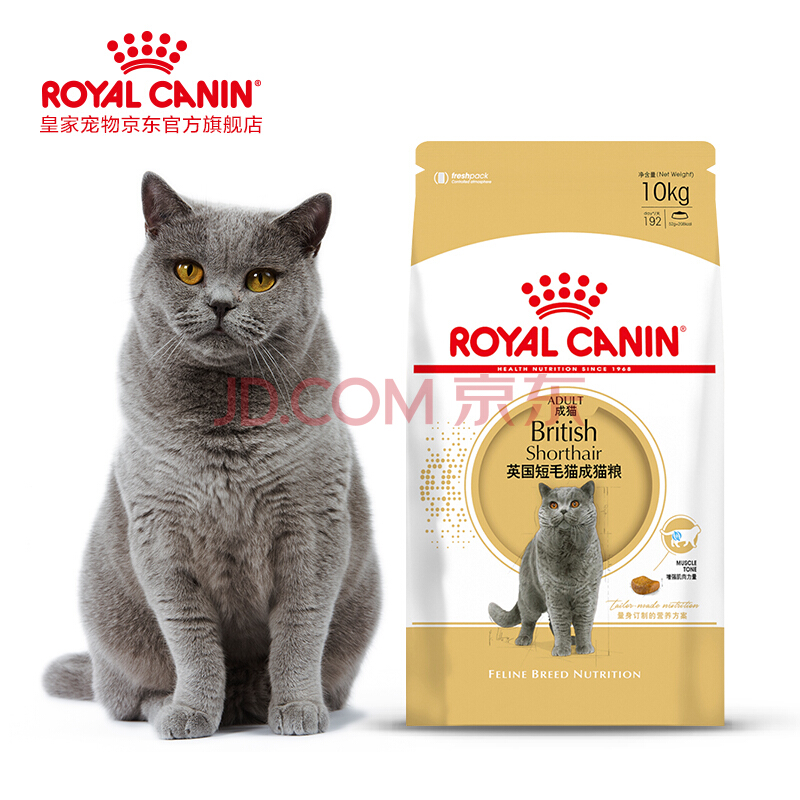 ROYAL CANIN®
皇家宠物京东官方旗舰店
freshpack
Controlled atmosphere
净含量(Net Weight)
10kg
192
ROYAL CANIN®
HEALTH NUTRITION SINCE 1968
JD.COM 京东
ADULT
成猫
British
Shorthair
英国短毛猫成猫粮
MUSCLE
TONE
增强肌肉力量
Tailor-made nutrition
量身订制的营养方案
FELINE BREED NUTRITION